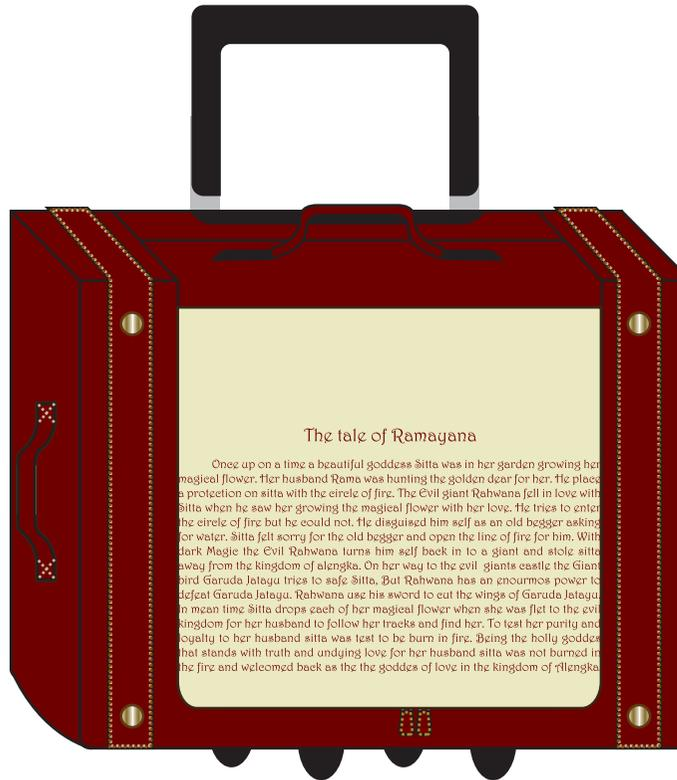 The tale of Ramayana
Once up on a time a beautiful goddess Sitta was in her garden growing her
magical flower. Her husband Rama was hunting the golden dear for her. He place
a protection on sitta with the circle of fire. The Evil giant Rahwana fell in love with
Sitta when he saw her growing the magical flower with her love. He tries to enter
the circle of fire but he could not. He disguised him self as an old begger asking
for water. Sitta felt sorry for the old begger and open the line of fire for him. With
dark Magic the Evil Rahwana turns him self back in to a giant and stole sitta
away from the kingdom of alengka. On her way to the evil giants castle the Giant
bird Garuda Jatayu tries to safe Sitta, But Rahwana has an enourmos power to
defeat Garuda Jatayu. Rahwana use his sword to cut the wings of Garuda Jatayu.
In mean time Sitta drops each of her magical flower when she was flet to the evil
kingdom for her husband to follow her tracks and find her. To test her purity and
loyalty to her husband sitta was test to be burn in fire. Being the holly goddes
that stands with truth and undying love for her husband sitta was not burned in
the fire and welcomed back as the the goddes of love in the kingdom of Alengka